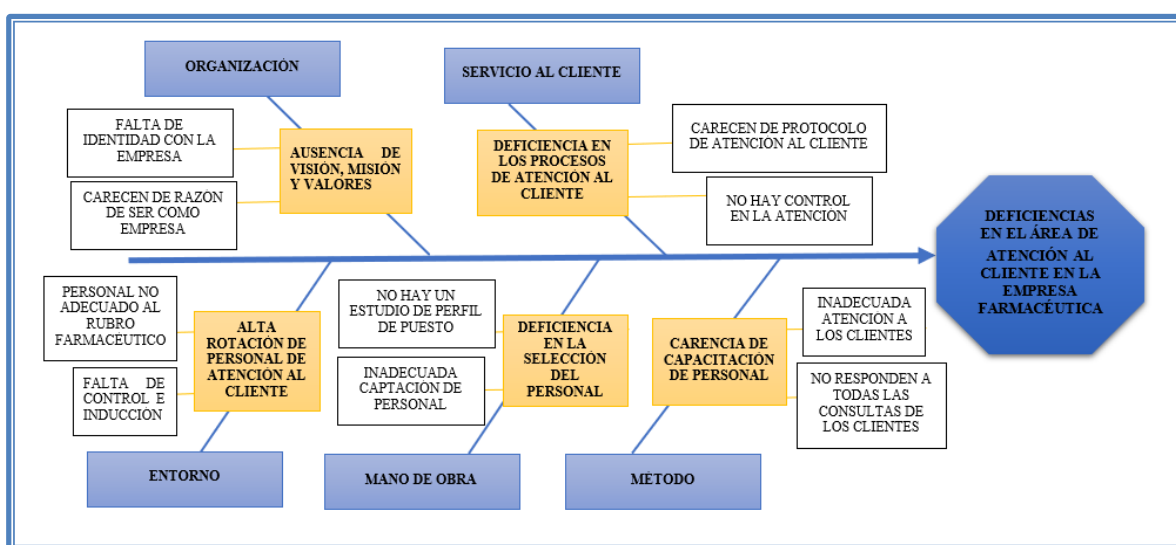 ORGANIZACIÓN
SERVICIO AL CLIENTE
FALTA DE
IDENTIDAD CON LA
EMPRESA
CARECEN DE RAZÓN
DE SER COMO
EMPRESA
AUSENCIA DE
VISIÓN, MISIÓN
Y VALORES
DEFICIENCIA EN
LOS PROCESOS
DE ATENCIÓN AL
CLIENTE
CARECEN DE PROTOCOLO
DE ATENCIÓN AL CLIENTE
NO HAY CONTROL
EN LA ATENCIÓN
DEFICIENCIAS
EN EL ÁREA DE
ATENCIÓN AL
CLIENTE EN LA
EMPRESA
FARMACÉUTICA
PERSONAL NO
ADECUADO AL
RUBRO
FARMACÉUTICO
FALTA DE
CONTROL E
INDUCCIÓN
ALTA
ROTACIÓN DE
PERSONAL DE
ATENCIÓN AL
CLIENTE
NO HAY UN
ESTUDIO DE PERFIL
DE PUESTO
INADECUADA
CAPTACIÓN DE
PERSONAL
DEFICIENCIA
EN LA
SELECCIÓN
DEL
PERSONAL
CARENCIA DE
CAPACITACIÓN
DE PERSONAL
INADECUADA
ATENCIÓN A
LOS CLIENTES
NO RESPONDEN A
TODAS LAS
CONSULTAS DE
LOS CLIENTES
ENTORNO
MANO DE OBRA
MÉTODO